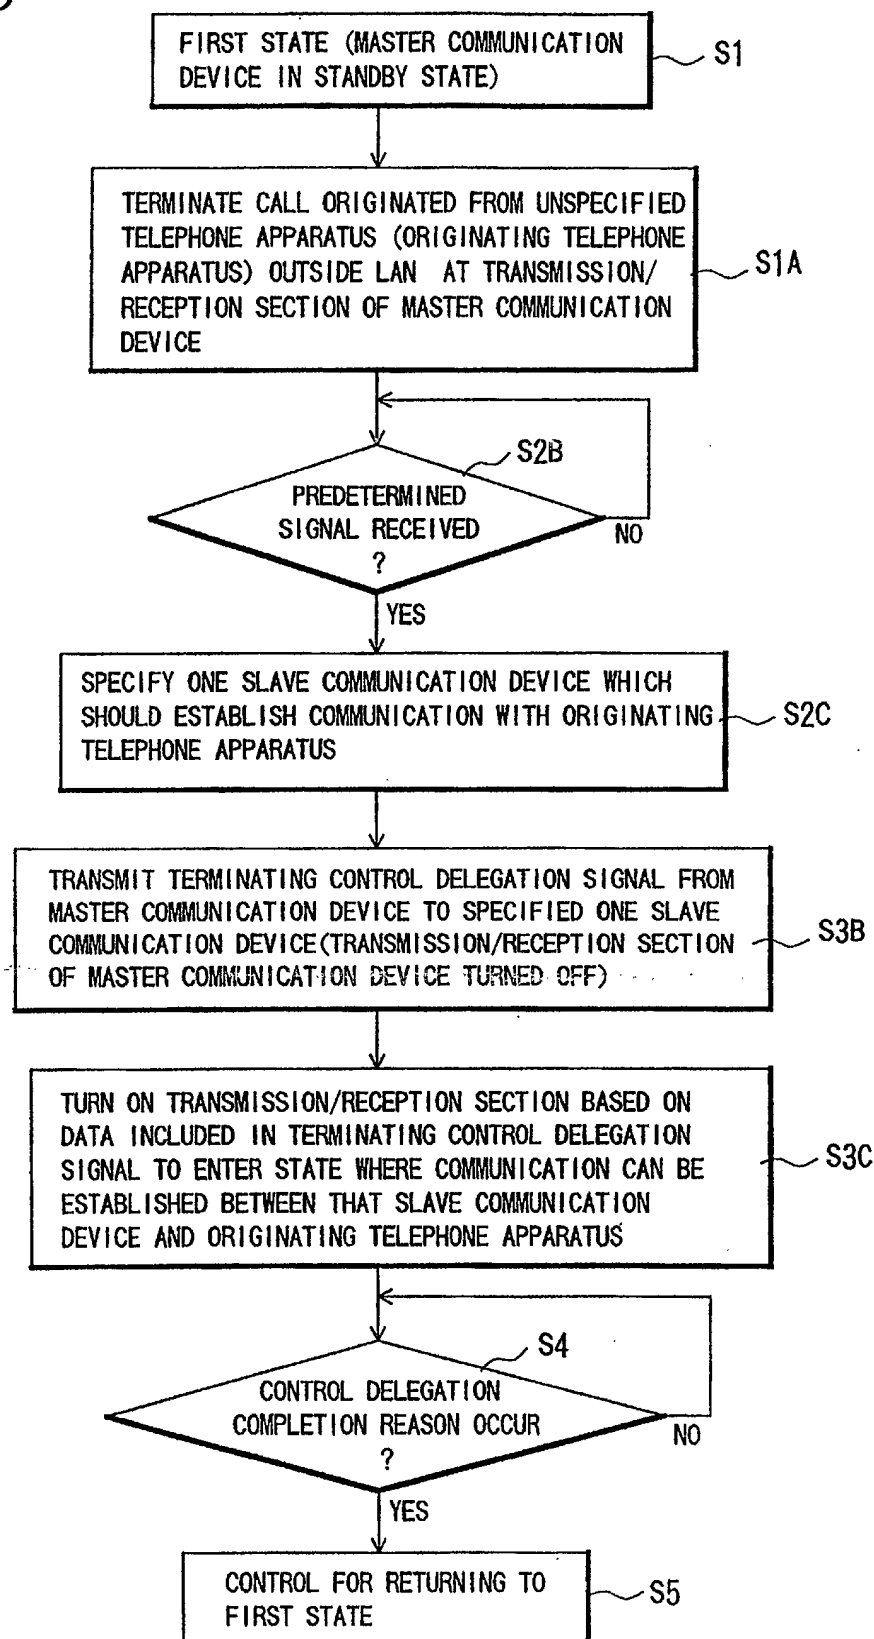 FIRST STATE (MASTER COMMUNICATION
DEVICE IN STANDBY STATE)
S1
TERMINATE CALL ORIGINATED FROM UNSPECIFIED
TELEPHONE APPARATUS (ORIGINATING TELEPHONE
APPARATUS) OUTSIDE LAN AT TRANSMISSION/
RECEPTION SECTION OF MASTER COMMUNICATION
DEVICE
S1A
S2B
PREDETERMINED
SIGNAL RECEIVED
?
NO
YES
SPECIFY ONE SLAVE COMMUNICATION DEVICE WHICH
SHOULD ESTABLISH COMMUNICATION WITH ORIGINATING
TELEPHONE APPARATUS
S2C
TRANSMIT TERMINATING CONTROL DELEGATION SIGNAL FROM
MASTER COMMUNICATION DEVICE TO SPECIFIED ONE SLAVE
COMMUNICATION DEVICE(TRANSMISSION/RECEPTION SECTION
OF MASTER COMMUNICATION DEVICE TURNED OFF)
S3B
TURN ON TRANSMISSION/RECEPTION SECTION BASED ON
DATA INCLUDED IN TERMINATING CONTROL DELEGATION
SIGNAL TO ENTER STATE WHERE COMMUNICATION CAN BE
ESTABLISHED BETWEEN THAT SLAVE COMMUNICATION
DEVICE AND ORIGINATING TELEPHONE APPARATUS
S3C
S4
CONTROL DELEGATION
COMPLETION REASON OCCUR
?
NO
YES
CONTROL FOR RETURNING TO
FIRST STATE
S5